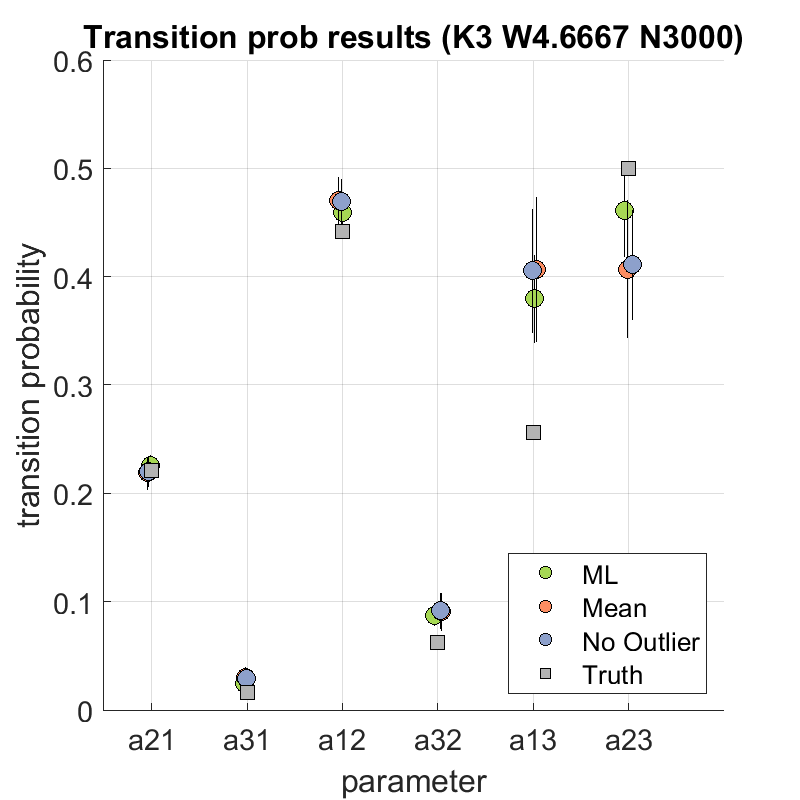 Transition prob results (K3 W4.6667 N3000)
0.6
0.5
0.4
0.3
0.2
0.1
0
transition probability
a21 a31 a12 a32 a13 a23
parameter
ML
Mean
No Outlier
Truth